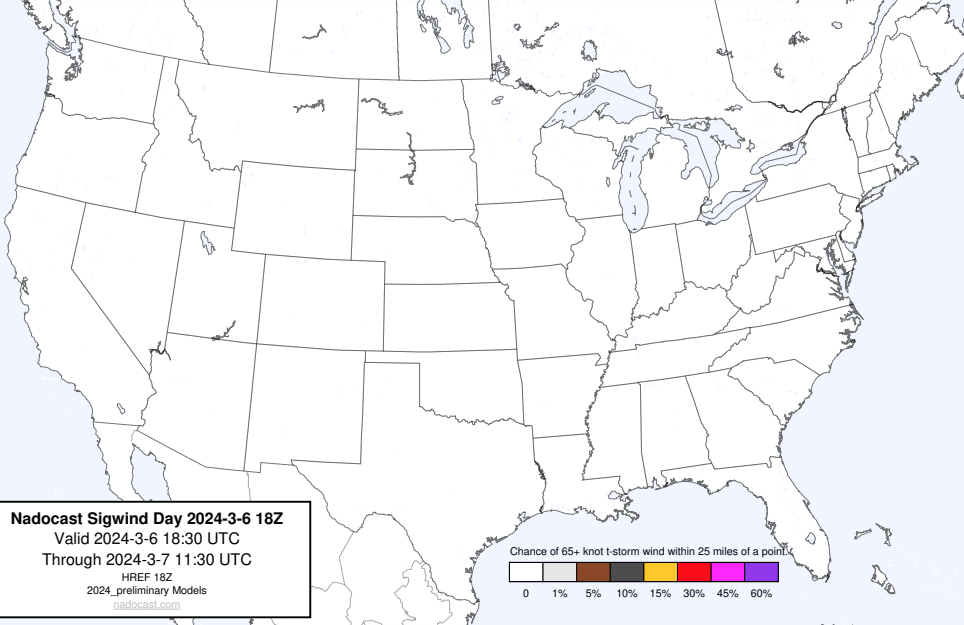 Nadocast Sigwind Day 2024-3-6 18Z
Valid 2024-3-6 18:30 UTC
Through 2024-3-7 11:30 UTC
HREF 18Z
2024_preliminary Models
nadocast.com
Chance of 65+ knot t-storm wind within 25 miles of a point.
0 1% 5% 10% 15% 30% 45% 60%